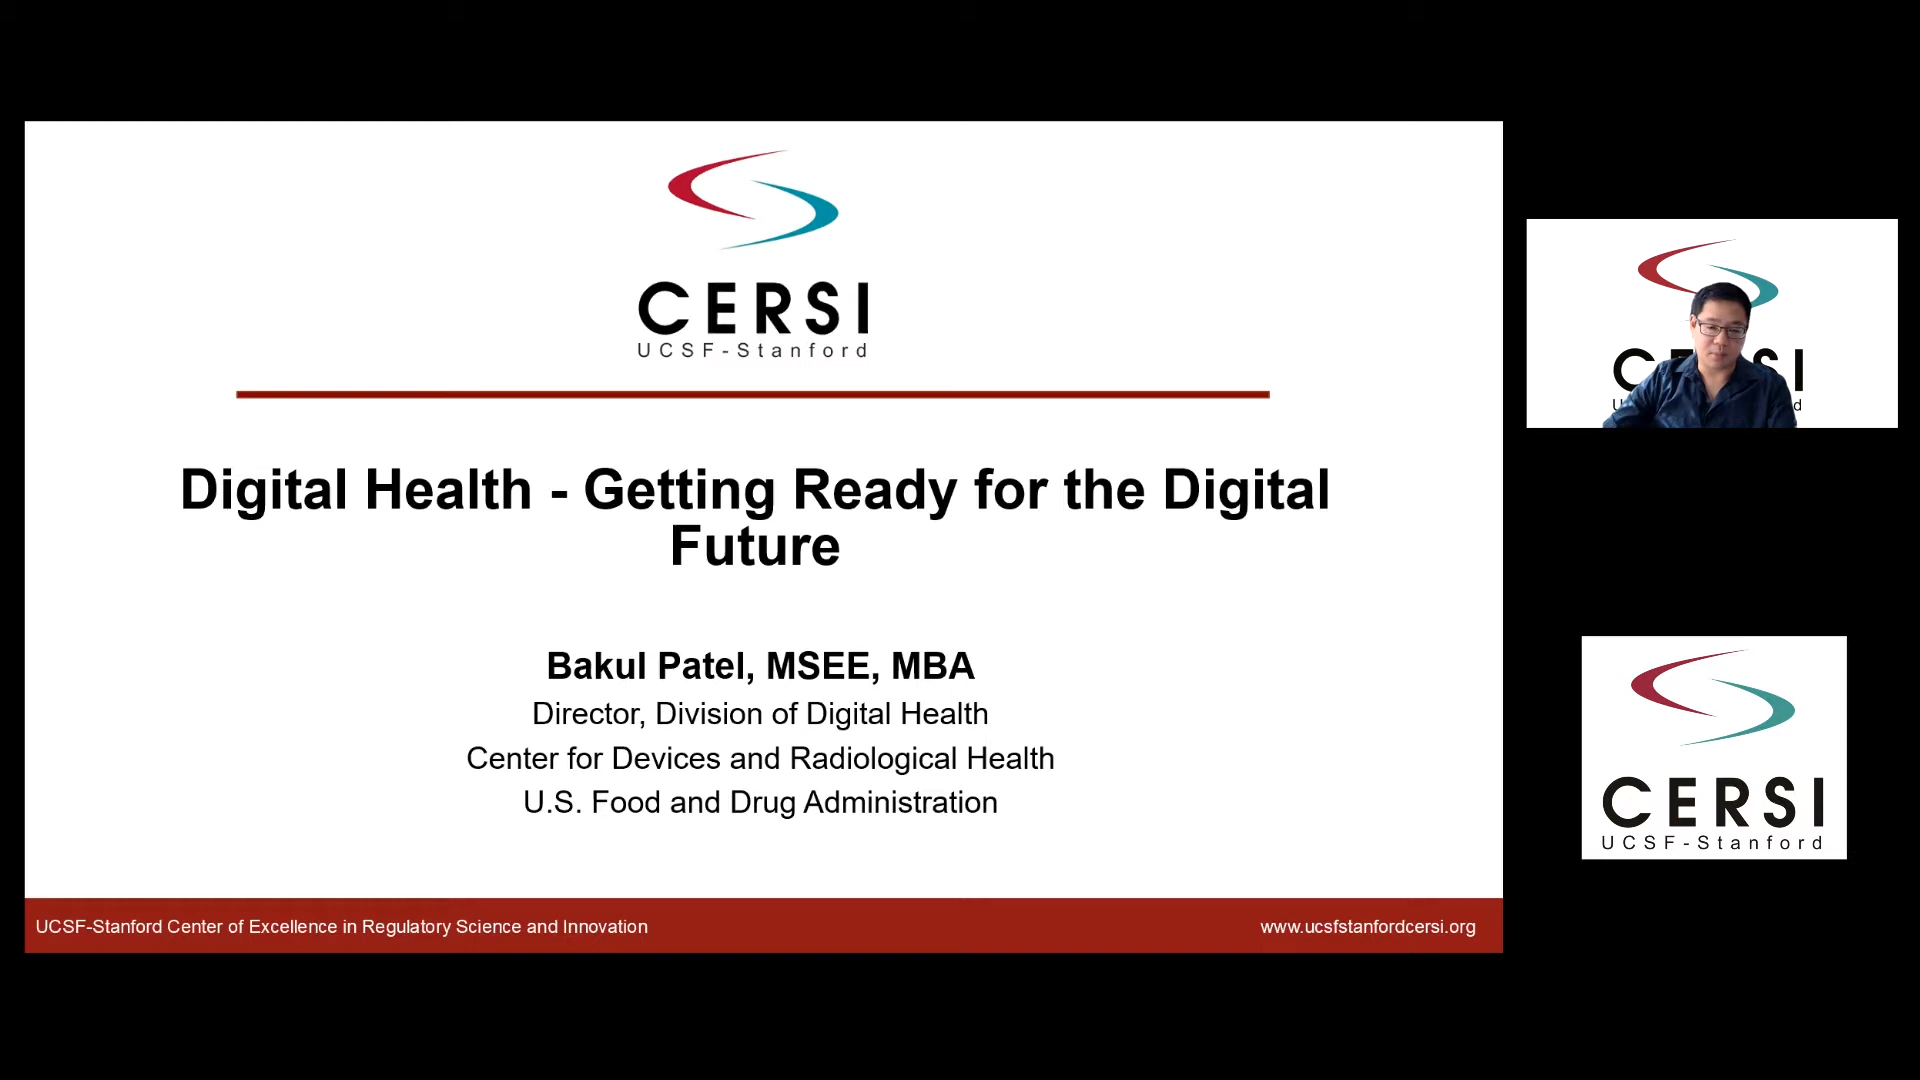 CERSI
UCSF-Stanford
Digital Health - Getting Ready for the Digital
Future
Bakul Patel, MSEE, MBA
Director, Division of Digital Health
Center for Devices and Radiological Health
U.S. Food and Drug Administration
UCSF-Stanford Center of Excellence in Regulatory Science and Innovation
www.ucsfstanfordcersi.org
CERSI
UCSF-Stanford